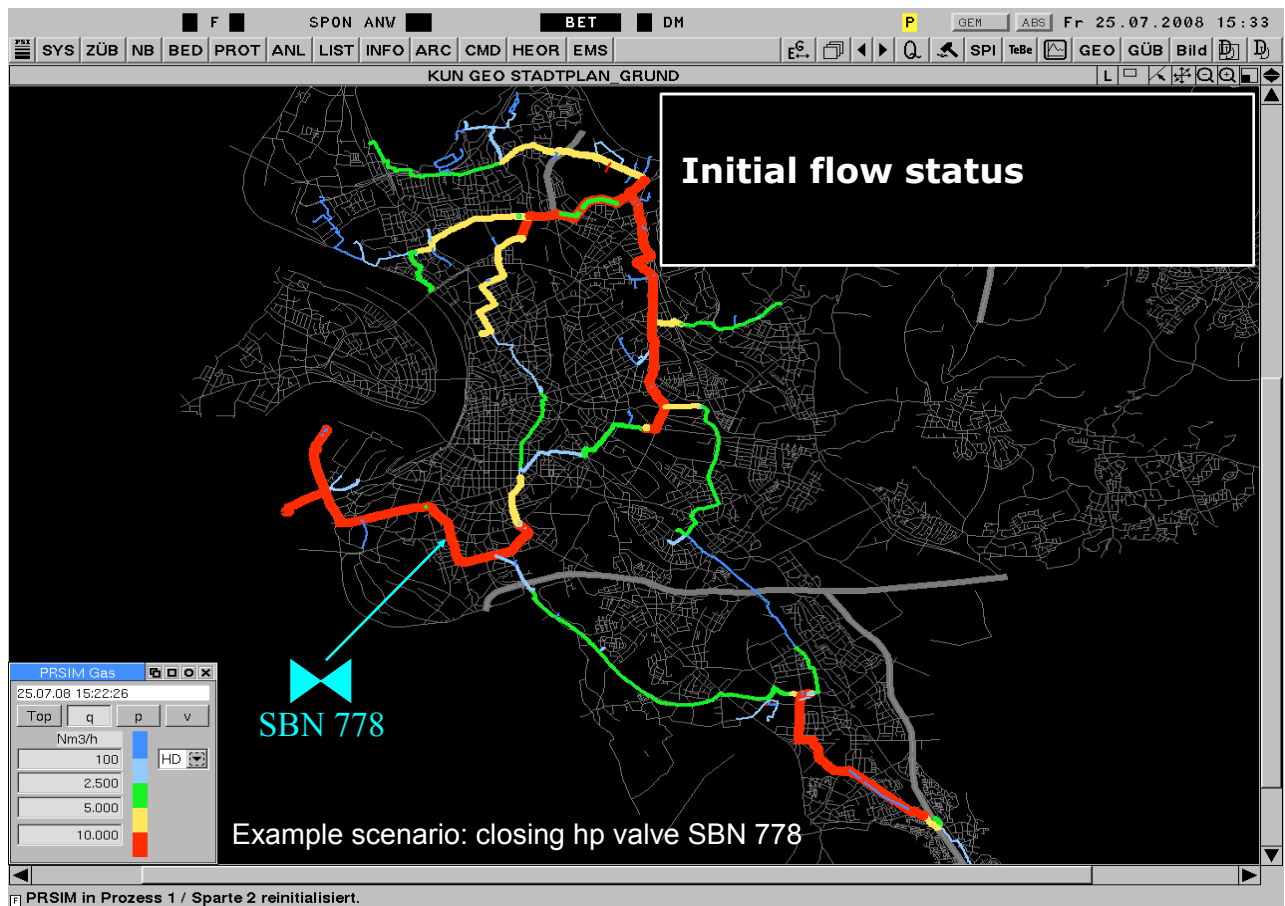 F SPON ANW BET DM P GEM ABS Fr 25.07.2008 15:33
PSI SYS ZÜB NB BED PROT ANL LIST INFO ARC CMD HEOR EMS SPI TeBe GEO GÜB Bild
KUN GEO STADTPLAN_GRUND L
Initial flow status
SBN 778
PRSIM Gas
25.07.08 15:22:26
Top q p v
Nm3/h
100 HD
2.500
5.000
10.000
Example scenario: closing hp valve SBN 778
F PRSIM in Prozess 1 / Sparte 2 reinitialisiert.